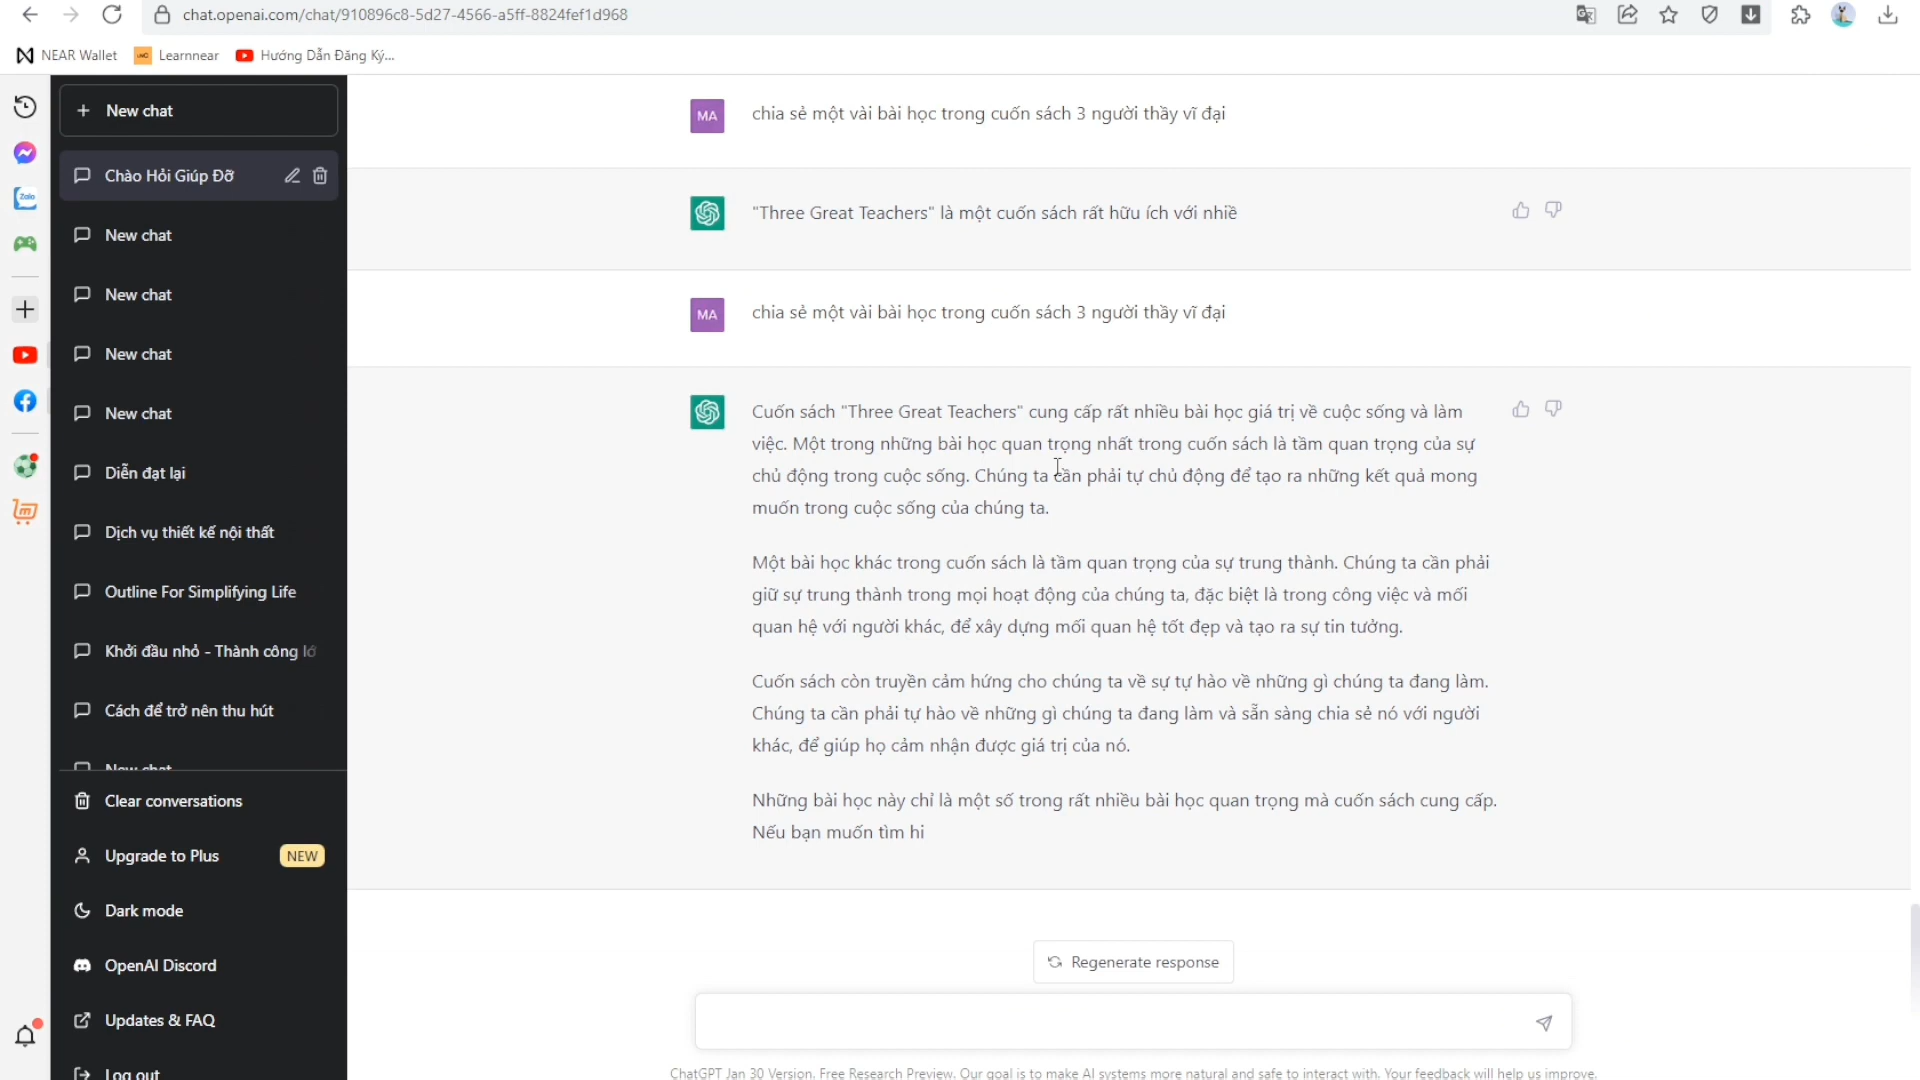 chat.openai.com/chat/910896c8-5d27-4566-a5ff-8824fef1d968
NEAR Wallet
Learnnear
Hướng Dẫn Đăng Ký...
New chat
Chào Hỏi Giúp Đỡ
New chat
New chat
New chat
New chat
Diễn đạt lại
Dịch vụ thiết kế nội thất
Outline For Simplifying Life
Khởi đầu nhỏ - Thành công lớ
Cách để trở nên thu hút
New chat
Clear conversations
Upgrade to Plus
NEW
Dark mode
OpenAI Discord
Updates & FAQ
Log out
Zalo
MA
chia sẻ một vài bài học trong cuốn sách 3 người thầy vĩ đại
"Three Great Teachers" là một cuốn sách rất hữu ích với nhiề
MA
chia sẻ một vài bài học trong cuốn sách 3 người thầy vĩ đại
Cuốn sách "Three Great Teachers" cung cấp rất nhiều bài học giá trị về cuộc sống và làm
việc. Một trong những bài học quan trọng nhất trong cuốn sách là tầm quan trọng của sự
chủ động trong cuộc sống. Chúng ta cần phải tự chủ động để tạo ra những kết quả mong
muốn trong cuộc sống của chúng ta.
Một bài học khác trong cuốn sách là tầm quan trọng của sự trung thành. Chúng ta cần phải
giữ sự trung thành trong mọi hoạt động của chúng ta, đặc biệt là trong công việc và mối
quan hệ với người khác, để xây dựng mối quan hệ tốt đẹp và tạo ra sự tin tưởng.
Cuốn sách còn truyền cảm hứng cho chúng ta về sự tự hào về những gì chúng ta đang làm.
Chúng ta cần phải tự hào về những gì chúng ta đang làm và sẵn sàng chia sẻ nó với người
khác, để giúp họ cảm nhận được giá trị của nó.
Những bài học này chỉ là một số trong rất nhiều bài học quan trọng mà cuốn sách cung cấp.
Nếu bạn muốn tìm hi
Regenerate response
ChatGPT Jan 30 Version. Free Research Preview. Our goal is to make AI systems more natural and safe to interact with. Your feedback will help us improve.